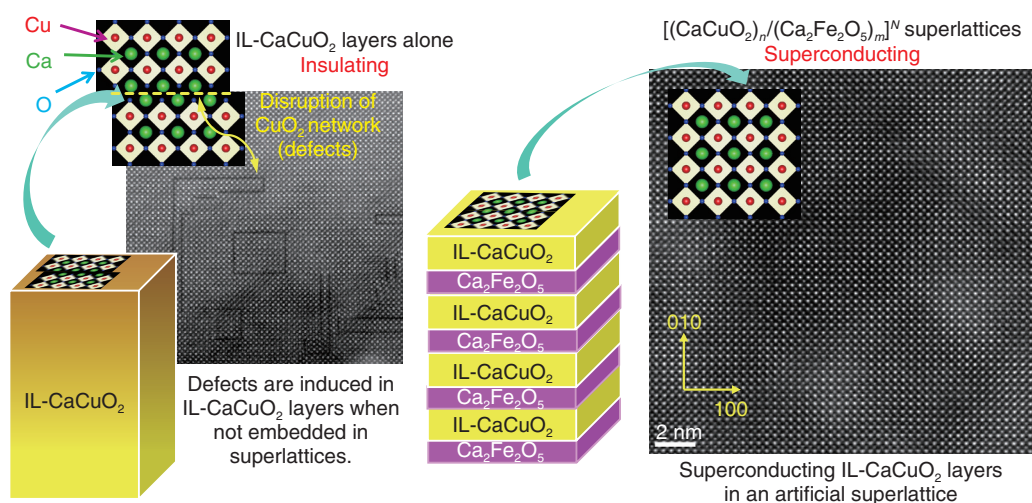 Cu
Ca
O
IL-CaCuO₂ layers alone
Insulating
Disruption of
CuO₂ network
(defects)
IL-CaCuO₂
Defects are induced in
IL-CaCuO₂ layers when
not embedded in
superlattices.
[(CaCuO₂)ₙ/(Ca₂Fe₂O₅)ₘ]ᴺ superlattices
Superconducting
IL-CaCuO₂
Ca₂Fe₂O₅
IL-CaCuO₂
Ca₂Fe₂O₅
IL-CaCuO₂
Ca₂Fe₂O₅
IL-CaCuO₂
Ca₂Fe₂O₅
010
100
2 nm
Superconducting IL-CaCuO₂ layers
in an artificial superlattice